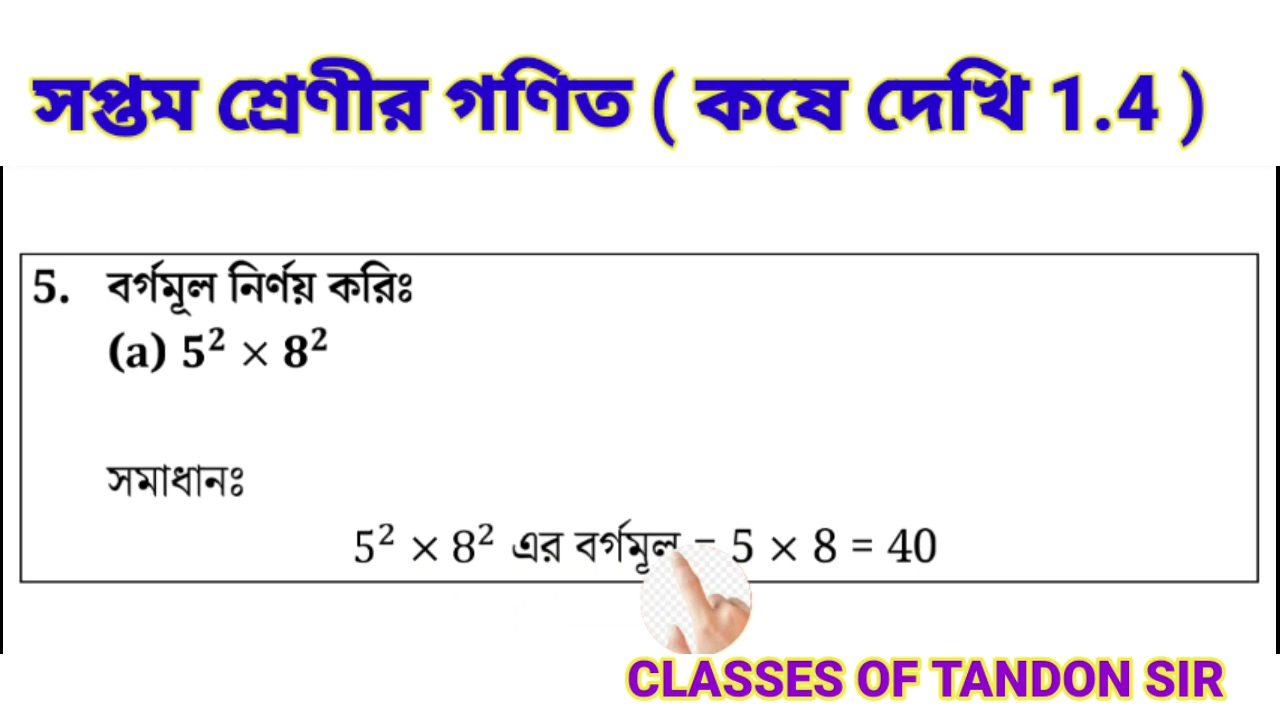 সপ্তম শ্রেণীর গণিত ( কষে দেখি 1.4 )
5. বর্গমূল নির্ণয় করিঃ
(a) 5² × 8²
সমাধানঃ
5² × 8² এর বর্গমূল = 5 × 8 = 40
CLASSES OF TANDON SIR